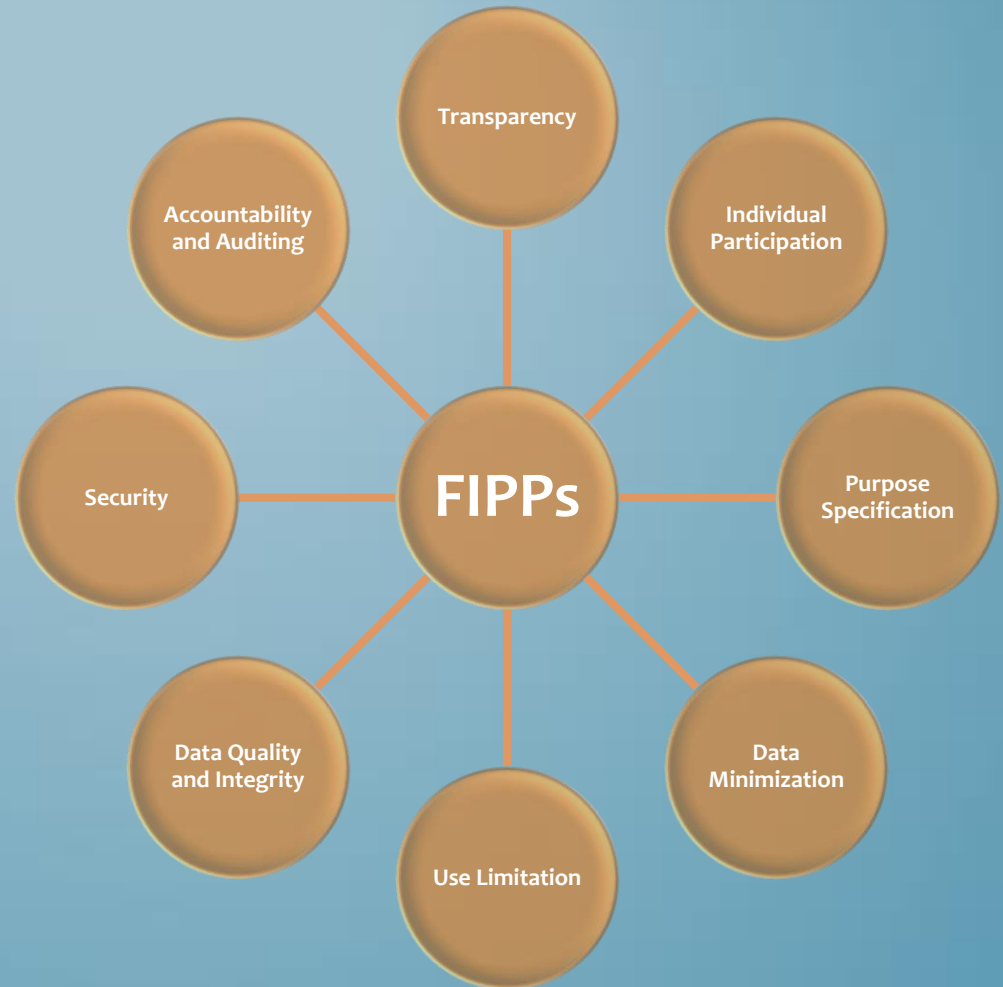 Transparency
Individual
Participation
Purpose
Specification
Data
Minimization
Use Limitation
Data Quality
and Integrity
Security
Accountability
and Auditing
FIPPs